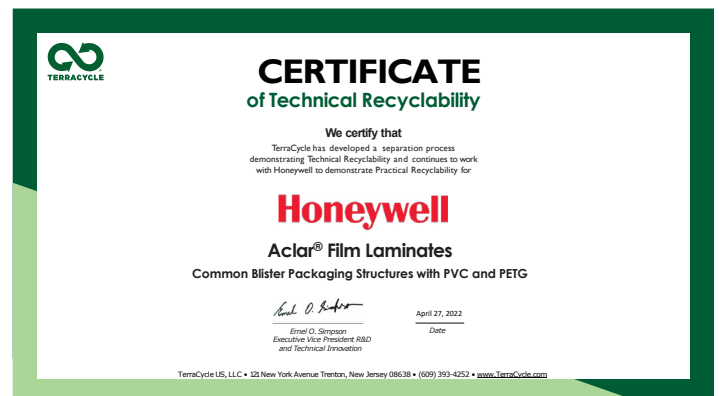 TERRACYCLE
CERTIFICATE
of Technical Recyclability
We certify that
TerraCycle has developed a separation process
demonstrating Technical Recyclability and continues to work
with Honeywell to demonstrate Practical Recyclability for
Honeywell
Aclar® Film Laminates
Common Blister Packaging Structures with PVC and PETG
Ernel O. Simpson
April 27, 2022
Ernel O. Simpson
Date
Executive Vice President R&D
and Technical Innovation
TerraCycle US, LLC • 121 New York Avenue Trenton, New Jersey 08638 • (609) 393-4252 • www.TerraCycle.com